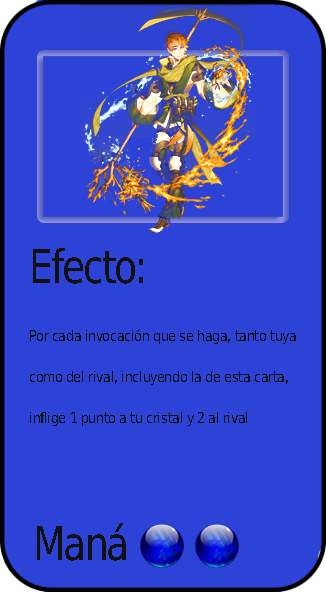 Efecto:
Por cada invocación que se haga, tanto tuya
como del rival, incluyendo la de esta carta,
inflige 1 punto a tu cristal y 2 al rival
Maná